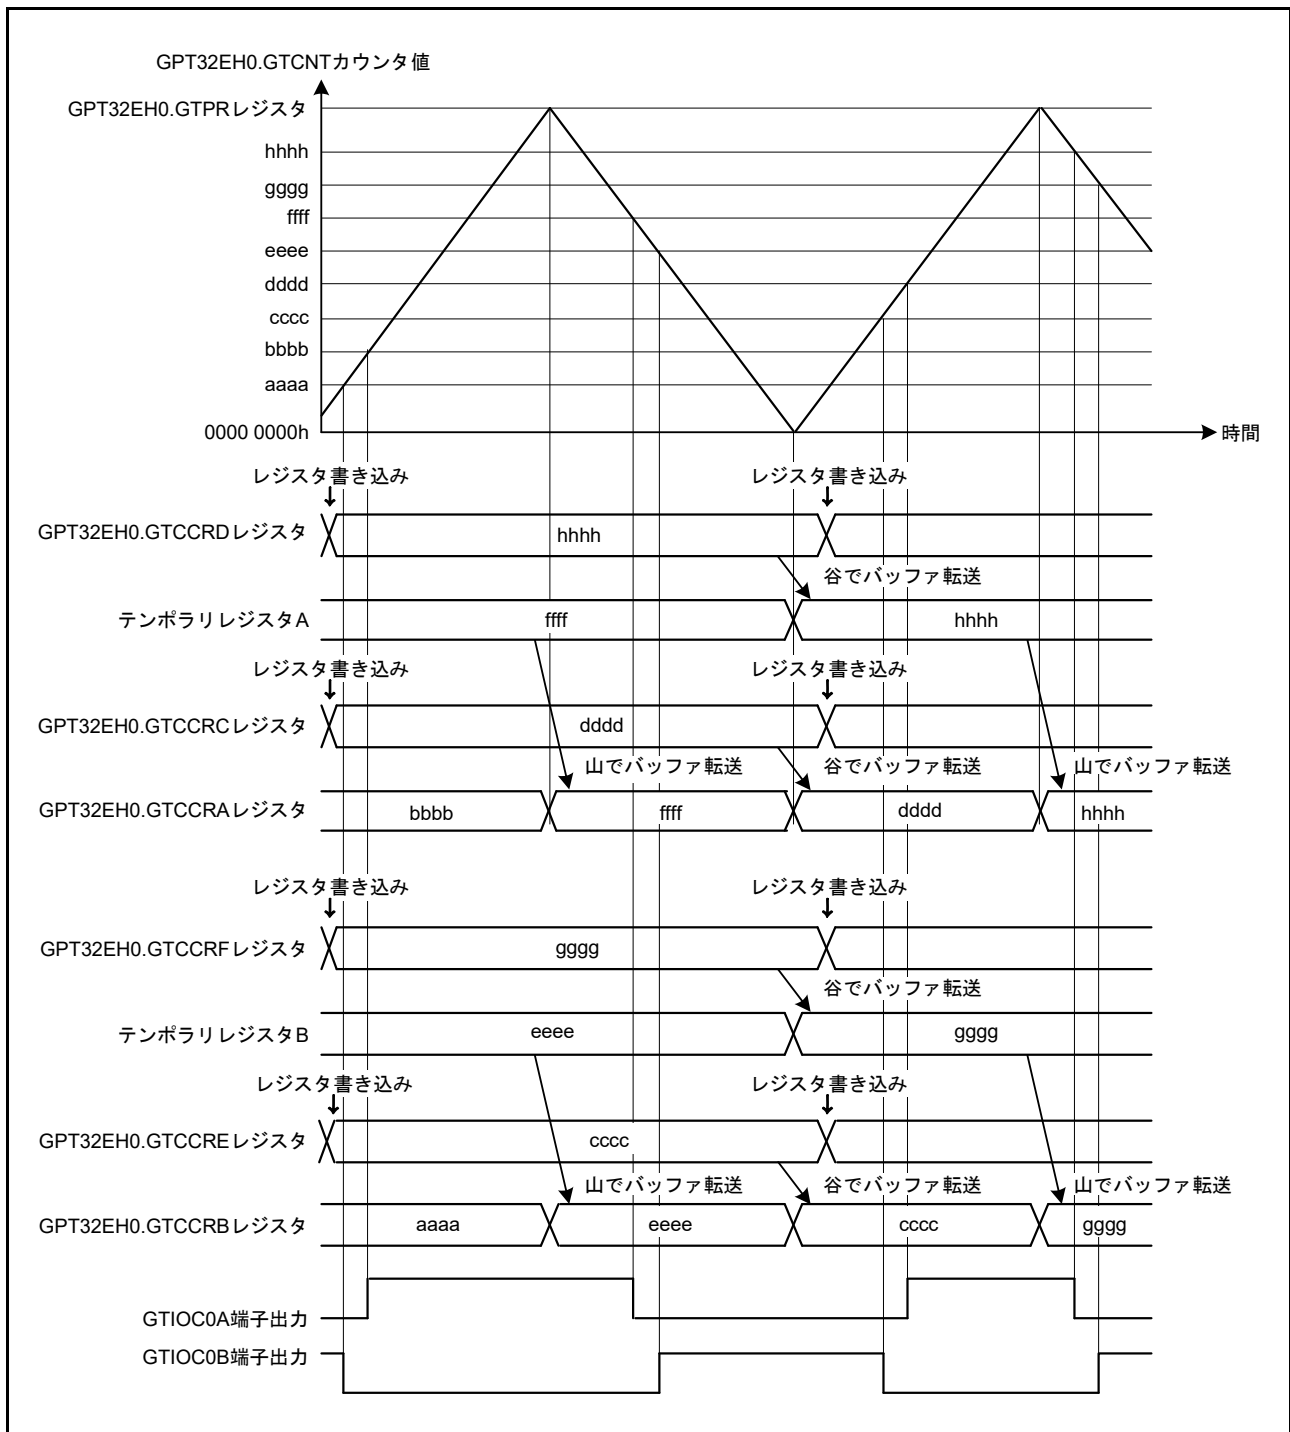 GPT32EH0.GTCNTカウンタ値
GPT32EH0.GTPRレジスタ
hhhh
gggg
ffff
eeee
dddd
cccc
bbbb
aaaa
0000 0000h
時間
レジスタ書き込み
レジスタ書き込み
GPT32EH0.GTCCRDレジスタ
hhhh
谷でバッファ転送
テンポラリレジスタA
ffff
hhhh
レジスタ書き込み
レジスタ書き込み
GPT32EH0.GTCCRCレジスタ
dddd
山でバッファ転送
谷でバッファ転送
山でバッファ転送
GPT32EH0.GTCCRAレジスタ
bbbb
ffff
dddd
hhhh
レジスタ書き込み
レジスタ書き込み
GPT32EH0.GTCCRFレジスタ
gggg
谷でバッファ転送
テンポラリレジスタB
eeee
gggg
レジスタ書き込み
レジスタ書き込み
GPT32EH0.GTCCREレジスタ
cccc
山でバッファ転送
谷でバッファ転送
山でバッファ転送
GPT32EH0.GTCCRBレジスタ
aaaa
eeee
cccc
gggg
GTIOC0A端子出力
GTIOC0B端子出力